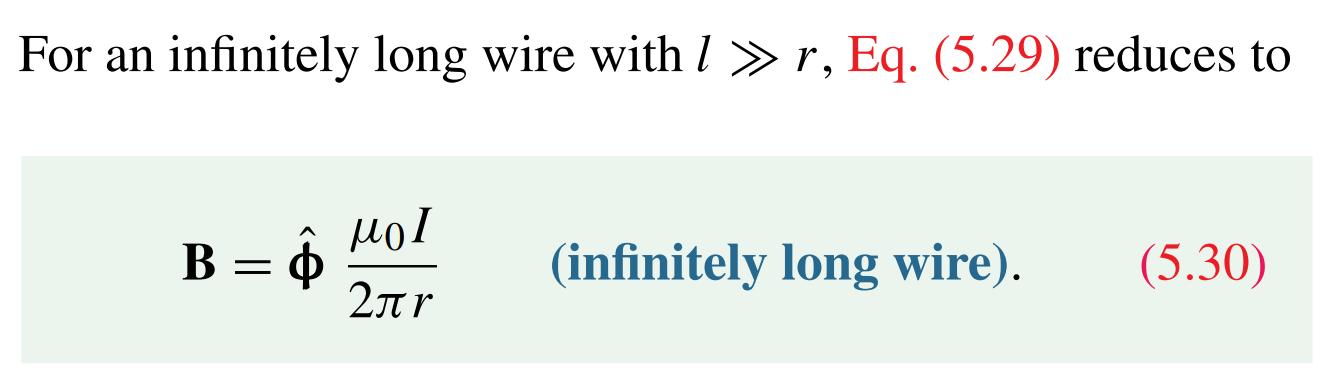 For an infinitely long wire with l ≫ r, Eq. (5.29) reduces to
B = ϕ̂ μ₀I / 2πr (infinitely long wire). (5.30)